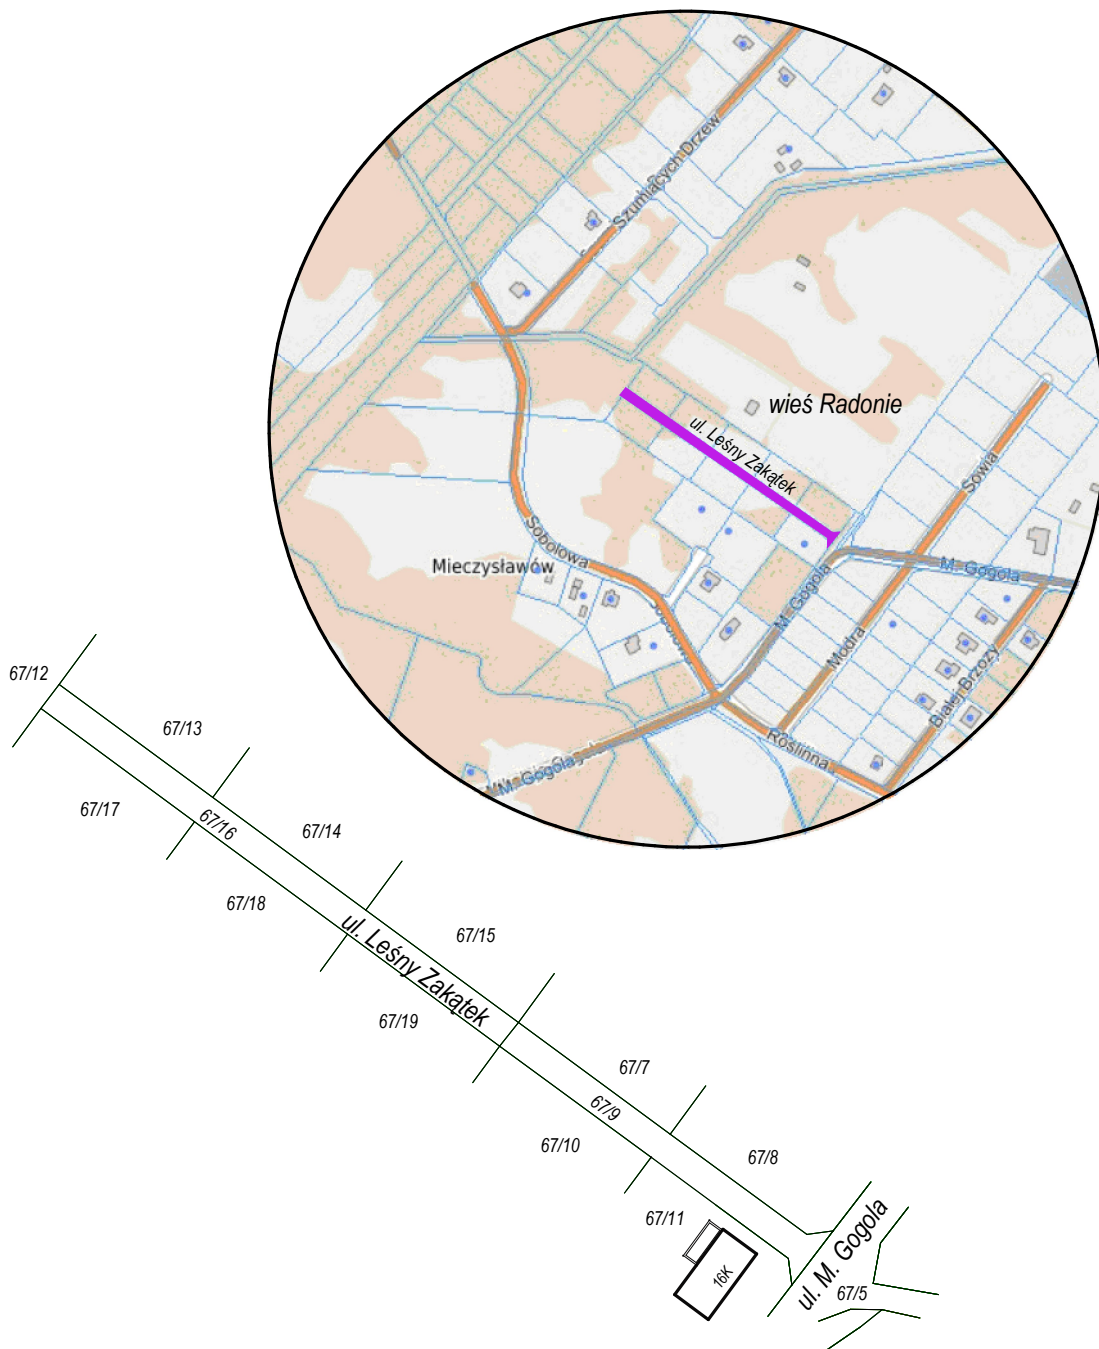 Szumiących Drzew
wieś Radonie
ul. Leśny Zakątek
Sowia
Sobolowa
Mieczysławów
M. Gogola
M. Gogola
Sobolowa
Modra
Białej Brzozy
Roślinna
M. Gogola
67/12
67/13
67/17
67/16
67/14
67/18
ul. Leśny Zakątek
67/15
67/19
67/7
67/9
67/10
67/8
67/11
16K
ul. M. Gogola
67/5